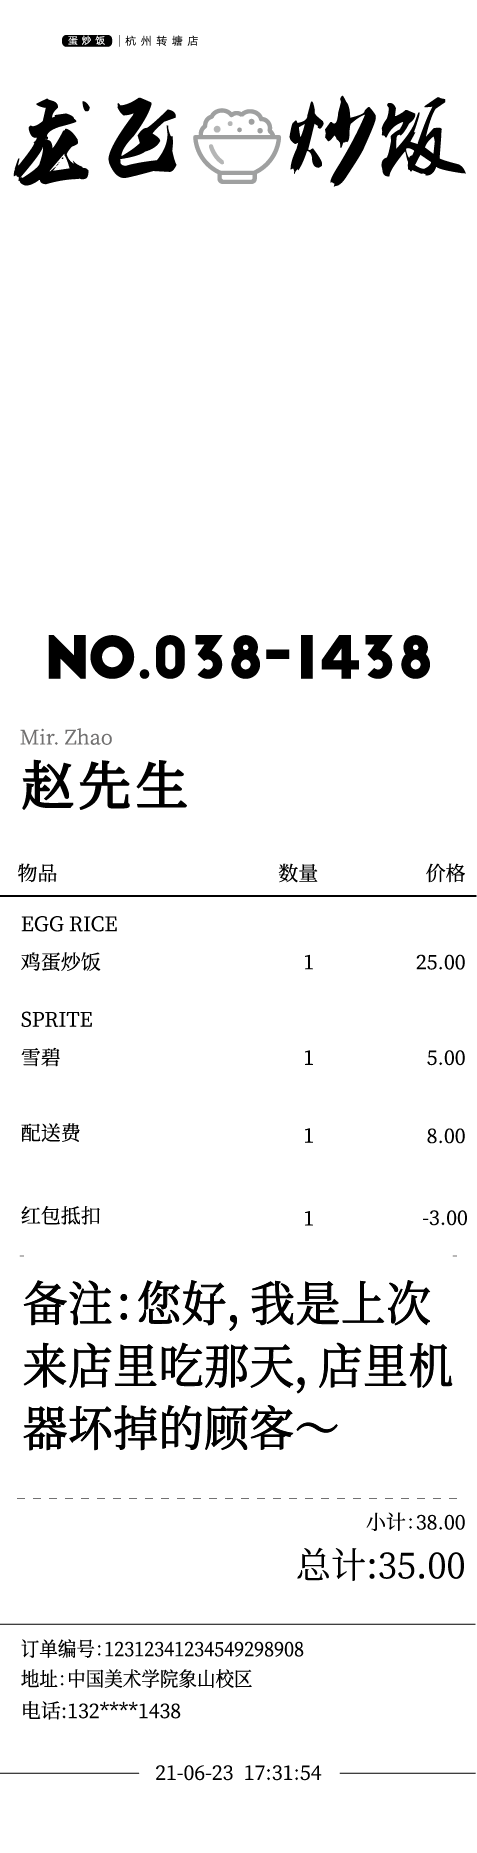 蛋炒饭 | 杭州转塘店
龙飞炒饭
NO.038-1438
Mir. Zhao
赵先生
物品 数量 价格
EGG RICE
鸡蛋炒饭 1 25.00
SPRITE
雪碧 1 5.00
配送费 1 8.00
红包抵扣 1 -3.00
备注:您好,我是上次
来店里吃那天,店里机
器坏掉的顾客～
小计:38.00
总计:35.00
订单编号:12312341234549298908
地址:中国美术学院象山校区
电话:132****1438
21-06-23 17:31:54